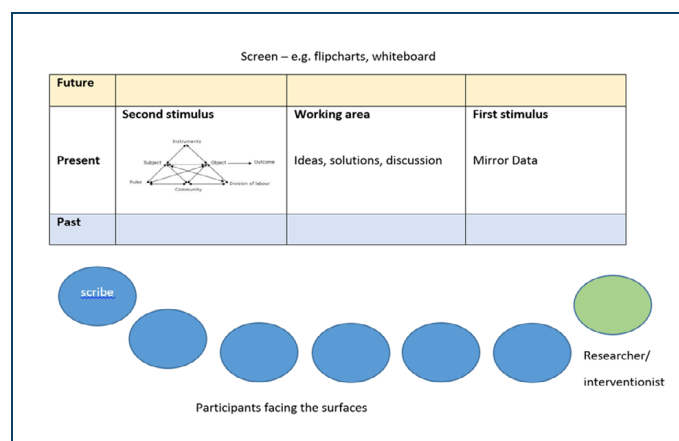 Screen – e.g. flipcharts, whiteboard
Future
Second stimulus
Working area
First stimulus
Present
Instruments
Subject
Object
Outcome
Rules
Community
Division of labour
Ideas, solutions, discussion
Mirror Data
Past
scribe
Researcher/
interventionist
Participants facing the surfaces